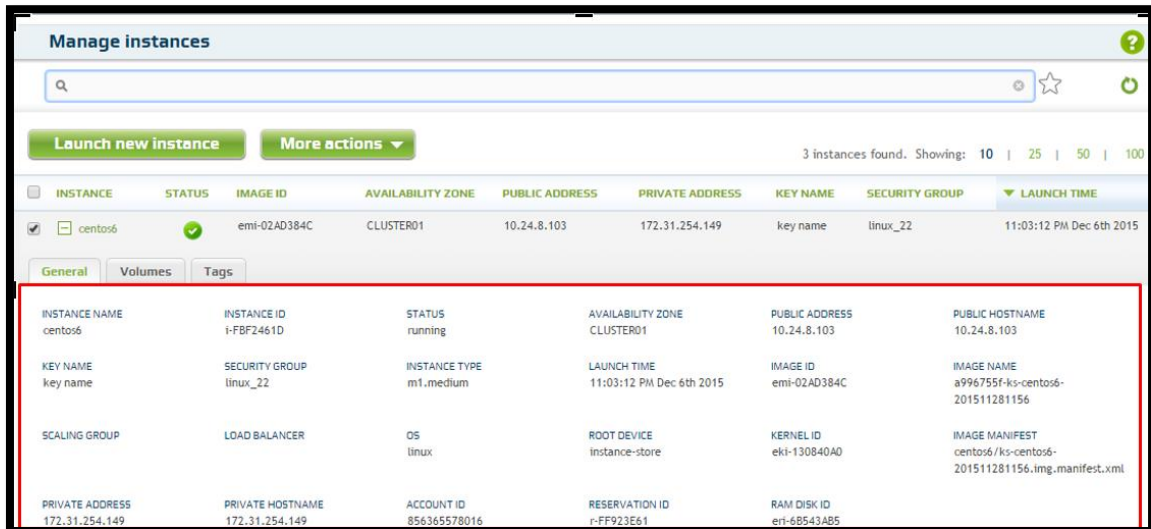 Manage instances
?
Launch new instance
More actions
3 instances found. Showing: 10 | 25 | 50 | 100
INSTANCE STATUS IMAGE ID AVAILABILITY ZONE PUBLIC ADDRESS PRIVATE ADDRESS KEY NAME SECURITY GROUP LAUNCH TIME
centos6 emi-02AD384C CLUSTER01 10.24.8.103 172.31.254.149 key name linux_22 11:03:12 PM Dec 6th 2015
General Volumes Tags
INSTANCE NAME INSTANCE ID STATUS AVAILABILITY ZONE PUBLIC ADDRESS PUBLIC HOSTNAME
centos6 i-FBF2461D running CLUSTER01 10.24.8.103 10.24.8.103
KEY NAME SECURITY GROUP INSTANCE TYPE LAUNCH TIME IMAGE ID IMAGE NAME
key name linux_22 m1.medium 11:03:12 PM Dec 6th 2015 emi-02AD384C a996755f-ks-centos6-
201511281156
SCALING GROUP LOAD BALANCER OS ROOT DEVICE KERNEL ID IMAGE MANIFEST
linux instance-store eki-130840A0 centos6/ks-centos6-
201511281156.img.manifest.xml
PRIVATE ADDRESS PRIVATE HOSTNAME ACCOUNT ID RESERVATION ID RAM DISK ID
172.31.254.149 172.31.254.149 856365578016 r-FF923E61 eri-6B543AB5